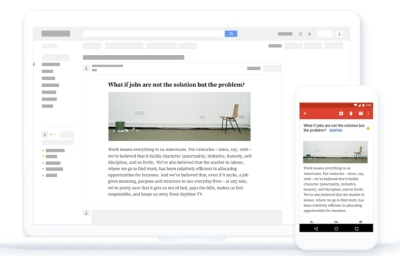 What if jobs are not the solution but the problem?
Work means everything to us Americans. For centuries – since, say, 1650 –
we've believed that it builds character (punctuality, initiative, honesty, self-
discipline, and so forth). We've also believed that the market in labour,
where we go to find work, has been relatively efficient in allocating
opportunities for incomes. And we've believed that, even if it sucks, a job
gives meaning, purpose and structure to our everyday lives – at any rate,
we're pretty sure that it gets us out of bed, pays the bills, makes us feel
responsible, and keeps us away from daytime TV.
What if jobs are not the solution but the
problem?
Work means everything to us
Americans. For centuries – since, say,
1650 – we've believed that it builds
character (punctuality, initiative,
honesty, self-discipline, and so forth).
We've also believed that the market in
labour, where we go to find work, has
been relatively efficient in allocating
opportunities for incomes. And we've